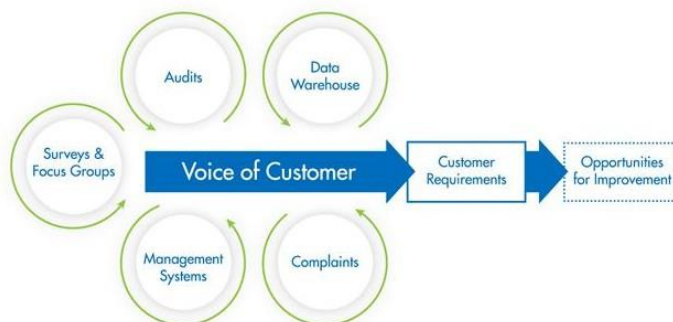 Audits
Data
Warehouse
Surveys &
Focus Groups
Voice of Customer
Customer
Requirements
Opportunities
for Improvement
Management
Systems
Complaints